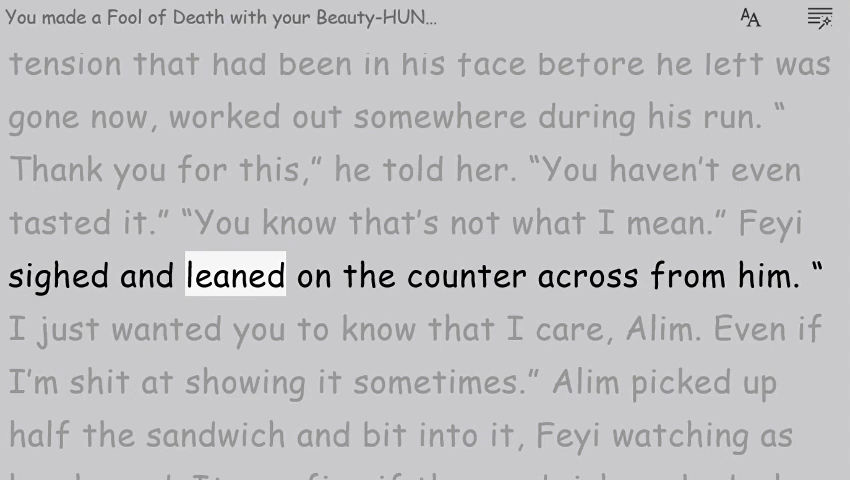 You made a Fool of Death with your Beauty-HUN...
tension that had been in his face before he left was
gone now, worked out somewhere during his run. “
Thank you for this,” he told her. “You haven’t even
tasted it.” “You know that’s not what I mean.” Feyi
sighed and leaned on the counter across from him. “
I just wanted you to know that I care, Alim. Even if
I’m shit at showing it sometimes.” Alim picked up
half the sandwich and bit into it, Feyi watching as